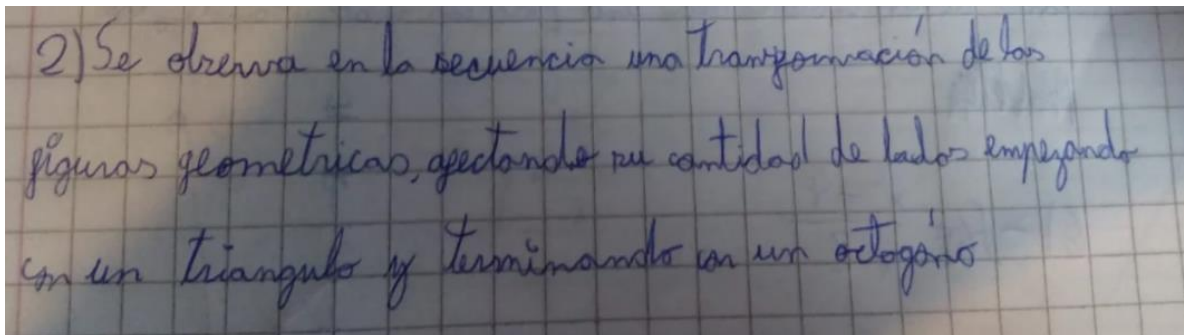 2) Se observa en la secuencia una transformación de las
figuras geometricas, afectando su cantidad de lados empezando
con un triangulo y terminando con un octogóno